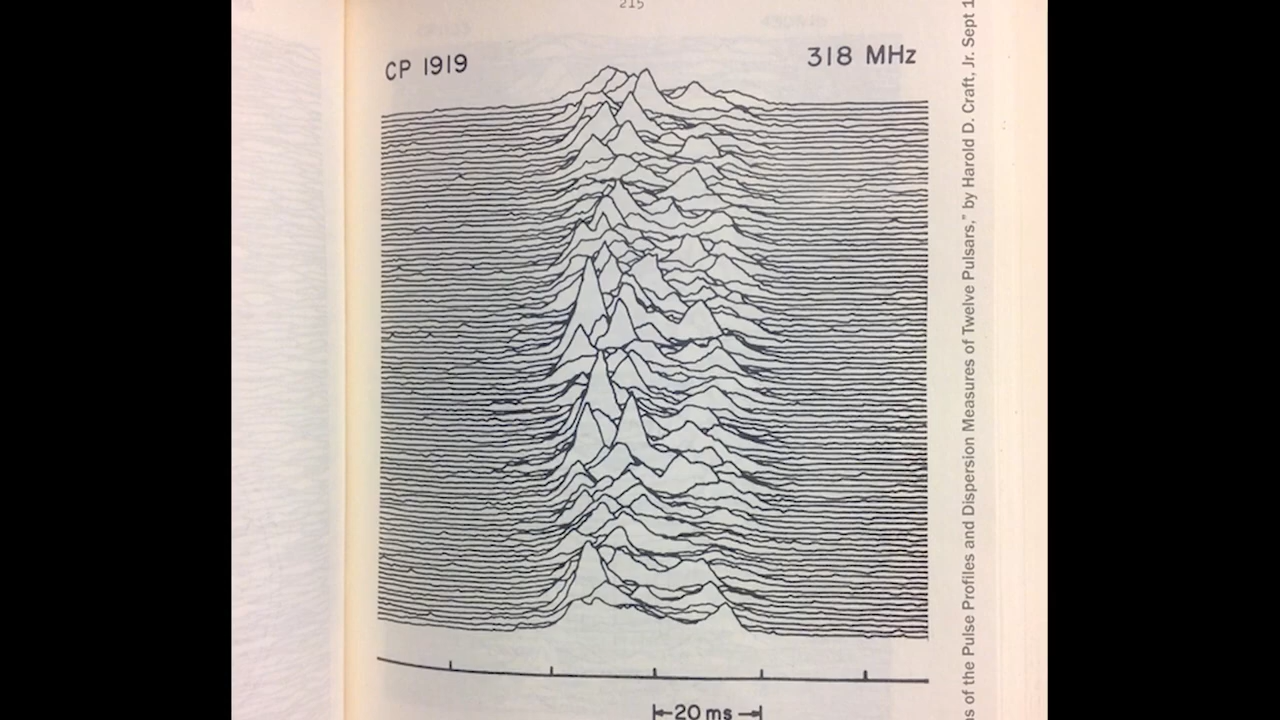 215
CP 1919
318 MHz
20 ms
ns of the Pulse Profiles and Dispersion Measures of Twelve Pulsars," by Harold D. Craft, Jr. Sept 1